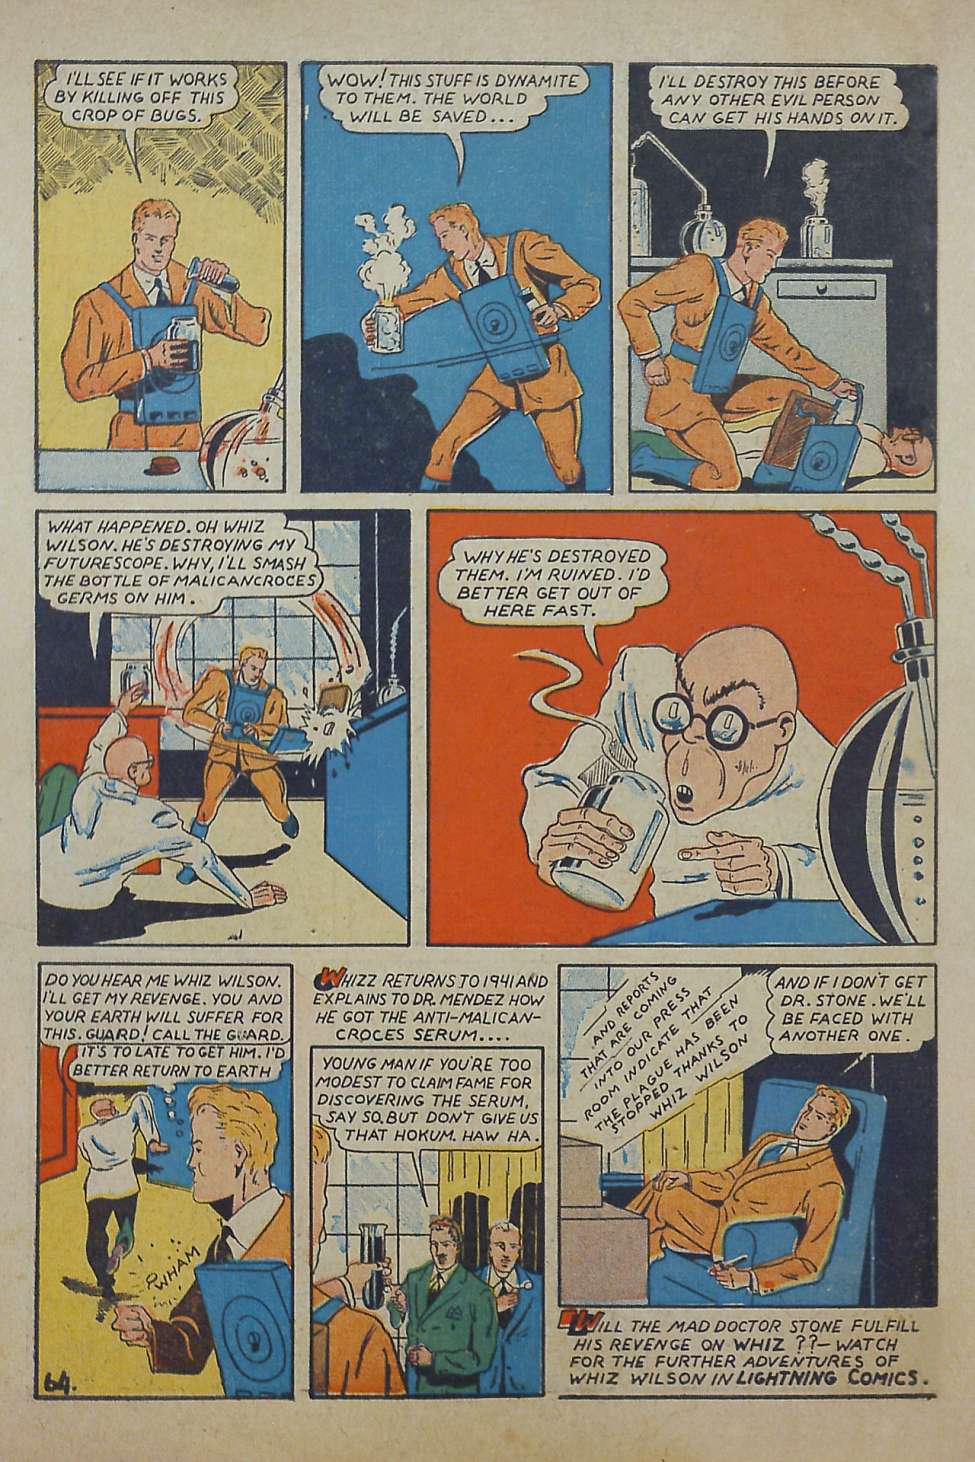 I'LL SEE IF IT WORKS
BY KILLING OFF THIS
CROP OF BUGS.
WOW! THIS STUFF IS DYNAMITE
TO THEM. THE WORLD
WILL BE SAVED...
I'LL DESTROY THIS BEFORE
ANY OTHER EVIL PERSON
CAN GET HIS HANDS ON IT.
WHAT HAPPENED. OH WHIZ
WILSON. HE'S DESTROYING MY
FUTURESCOPE. WHY, I'LL SMASH
THE BOTTLE OF MALICANCROCES
GERMS ON HIM.
WHY HE'S DESTROYED
THEM. I'M RUINED. I'D
BETTER GET OUT OF
HERE FAST.
DO YOU HEAR ME WHIZ WILSON.
I'LL GET MY REVENGE. YOU AND
YOUR EARTH WILL SUFFER FOR
THIS. GUARD! CALL THE GUARD.
IT'S TO LATE TO GET HIM. I'D
BETTER RETURN TO EARTH
WHAM
64.
WHIZZ RETURNS TO 1941 AND
EXPLAINS TO DR. MENDEZ HOW
HE GOT THE ANTI-MALICAN-
CROCES SERUM....
YOUNG MAN IF YOU'RE TOO
MODEST TO CLAIM FAME FOR
DISCOVERING THE SERUM,
SAY SO, BUT DON'T GIVE US
THAT HOKUM. HAW HA.
AND REPORTS
THAT ARE COMING
INTO OUR PRESS
ROOM INDICATE THAT
THE PLAGUE HAS BEEN
STOPPED THANKS TO
WHIZ WILSON
AND IF I DON'T GET
DR. STONE. WE'LL
BE FACED WITH
ANOTHER ONE.
WILL THE MAD DOCTOR STONE FULFILL
HIS REVENGE ON WHIZ ??- WATCH
FOR THE FURTHER ADVENTURES OF
WHIZ WILSON IN LIGHTNING COMICS.